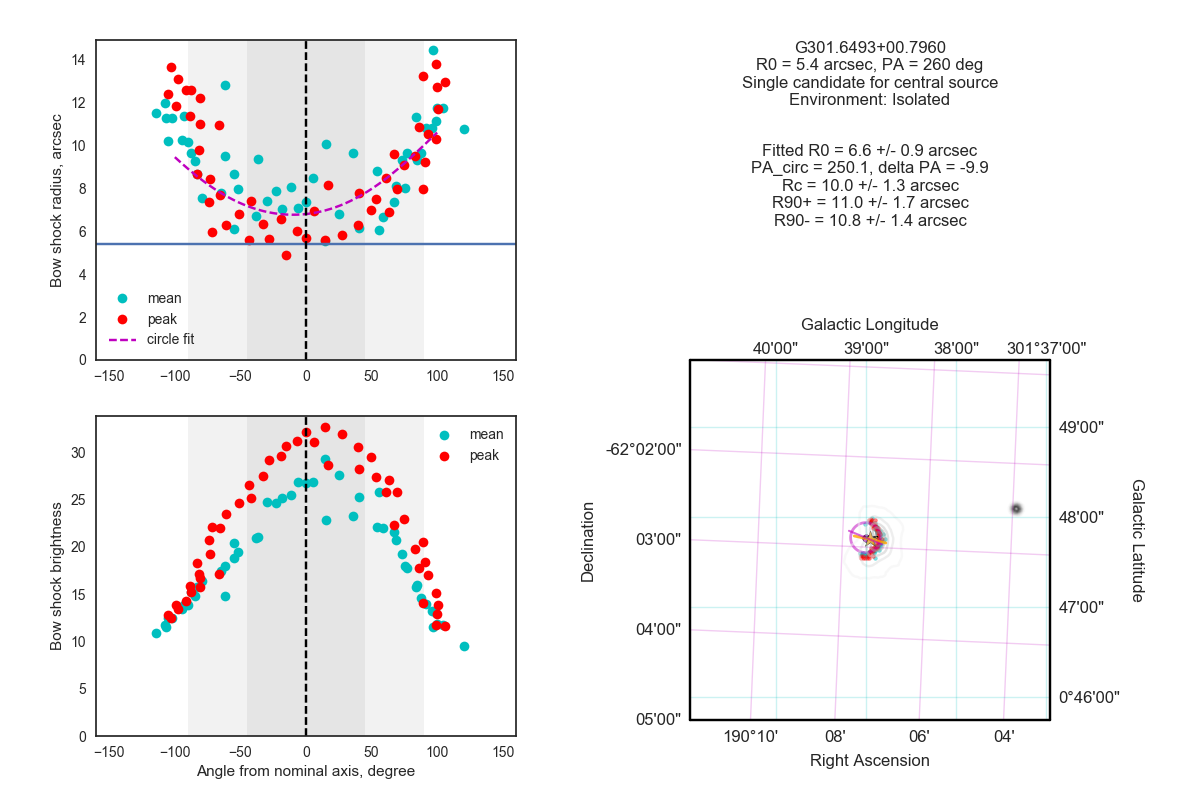 14
12
10
8
6
4
2
0
Bow shock radius, arcsec
mean
peak
circle fit
−150 −100 −50 0 50 100 150
30
25
20
15
10
5
0
Bow shock brightness
mean
peak
−150 −100 −50 0 50 100 150
Angle from nominal axis, degree
G301.6493+00.7960
R0 = 5.4 arcsec, PA = 260 deg
Single candidate for central source
Environment: Isolated
Fitted R0 = 6.6 +/- 0.9 arcsec
PA_circ = 250.1, delta PA = -9.9
Rc = 10.0 +/- 1.3 arcsec
R90+ = 11.0 +/- 1.7 arcsec
R90- = 10.8 +/- 1.4 arcsec
Galactic Longitude
40'00" 39'00" 38'00" 301°37'00"
-62°02'00"
03'00"
04'00"
05'00"
Declination
49'00"
48'00"
47'00"
0°46'00"
Galactic Latitude
190°10' 08' 06' 04'
Right Ascension